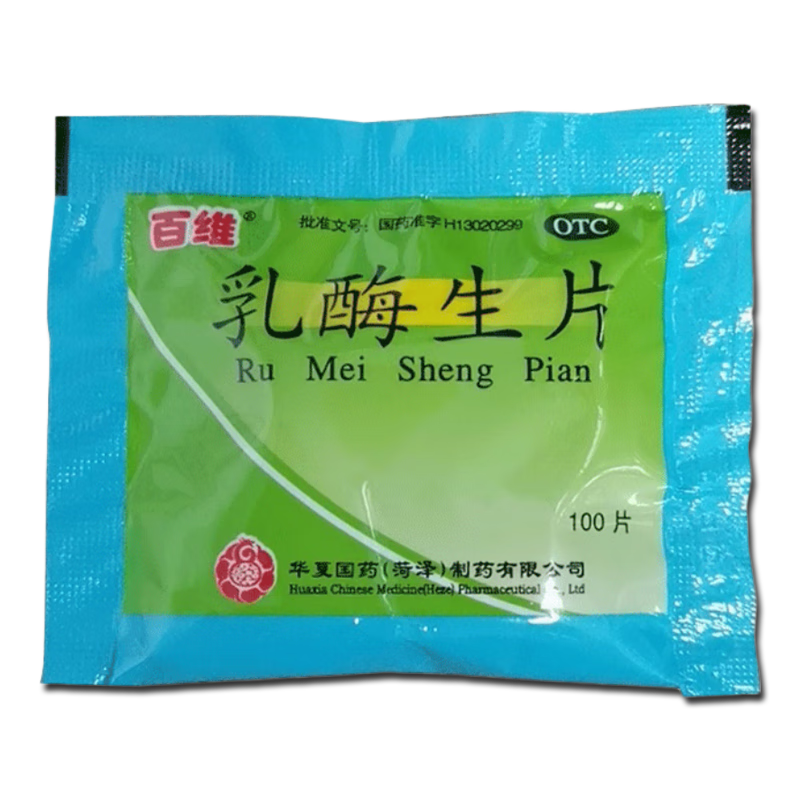 百维®
批准文号：国药准字H13020299
OTC
乳酶生片
Ru Mei Sheng Pian
100片
华夏国药(菏泽)制药有限公司
Huaxia Chinese Medicine(Heze) Pharmaceutical Co., Ltd